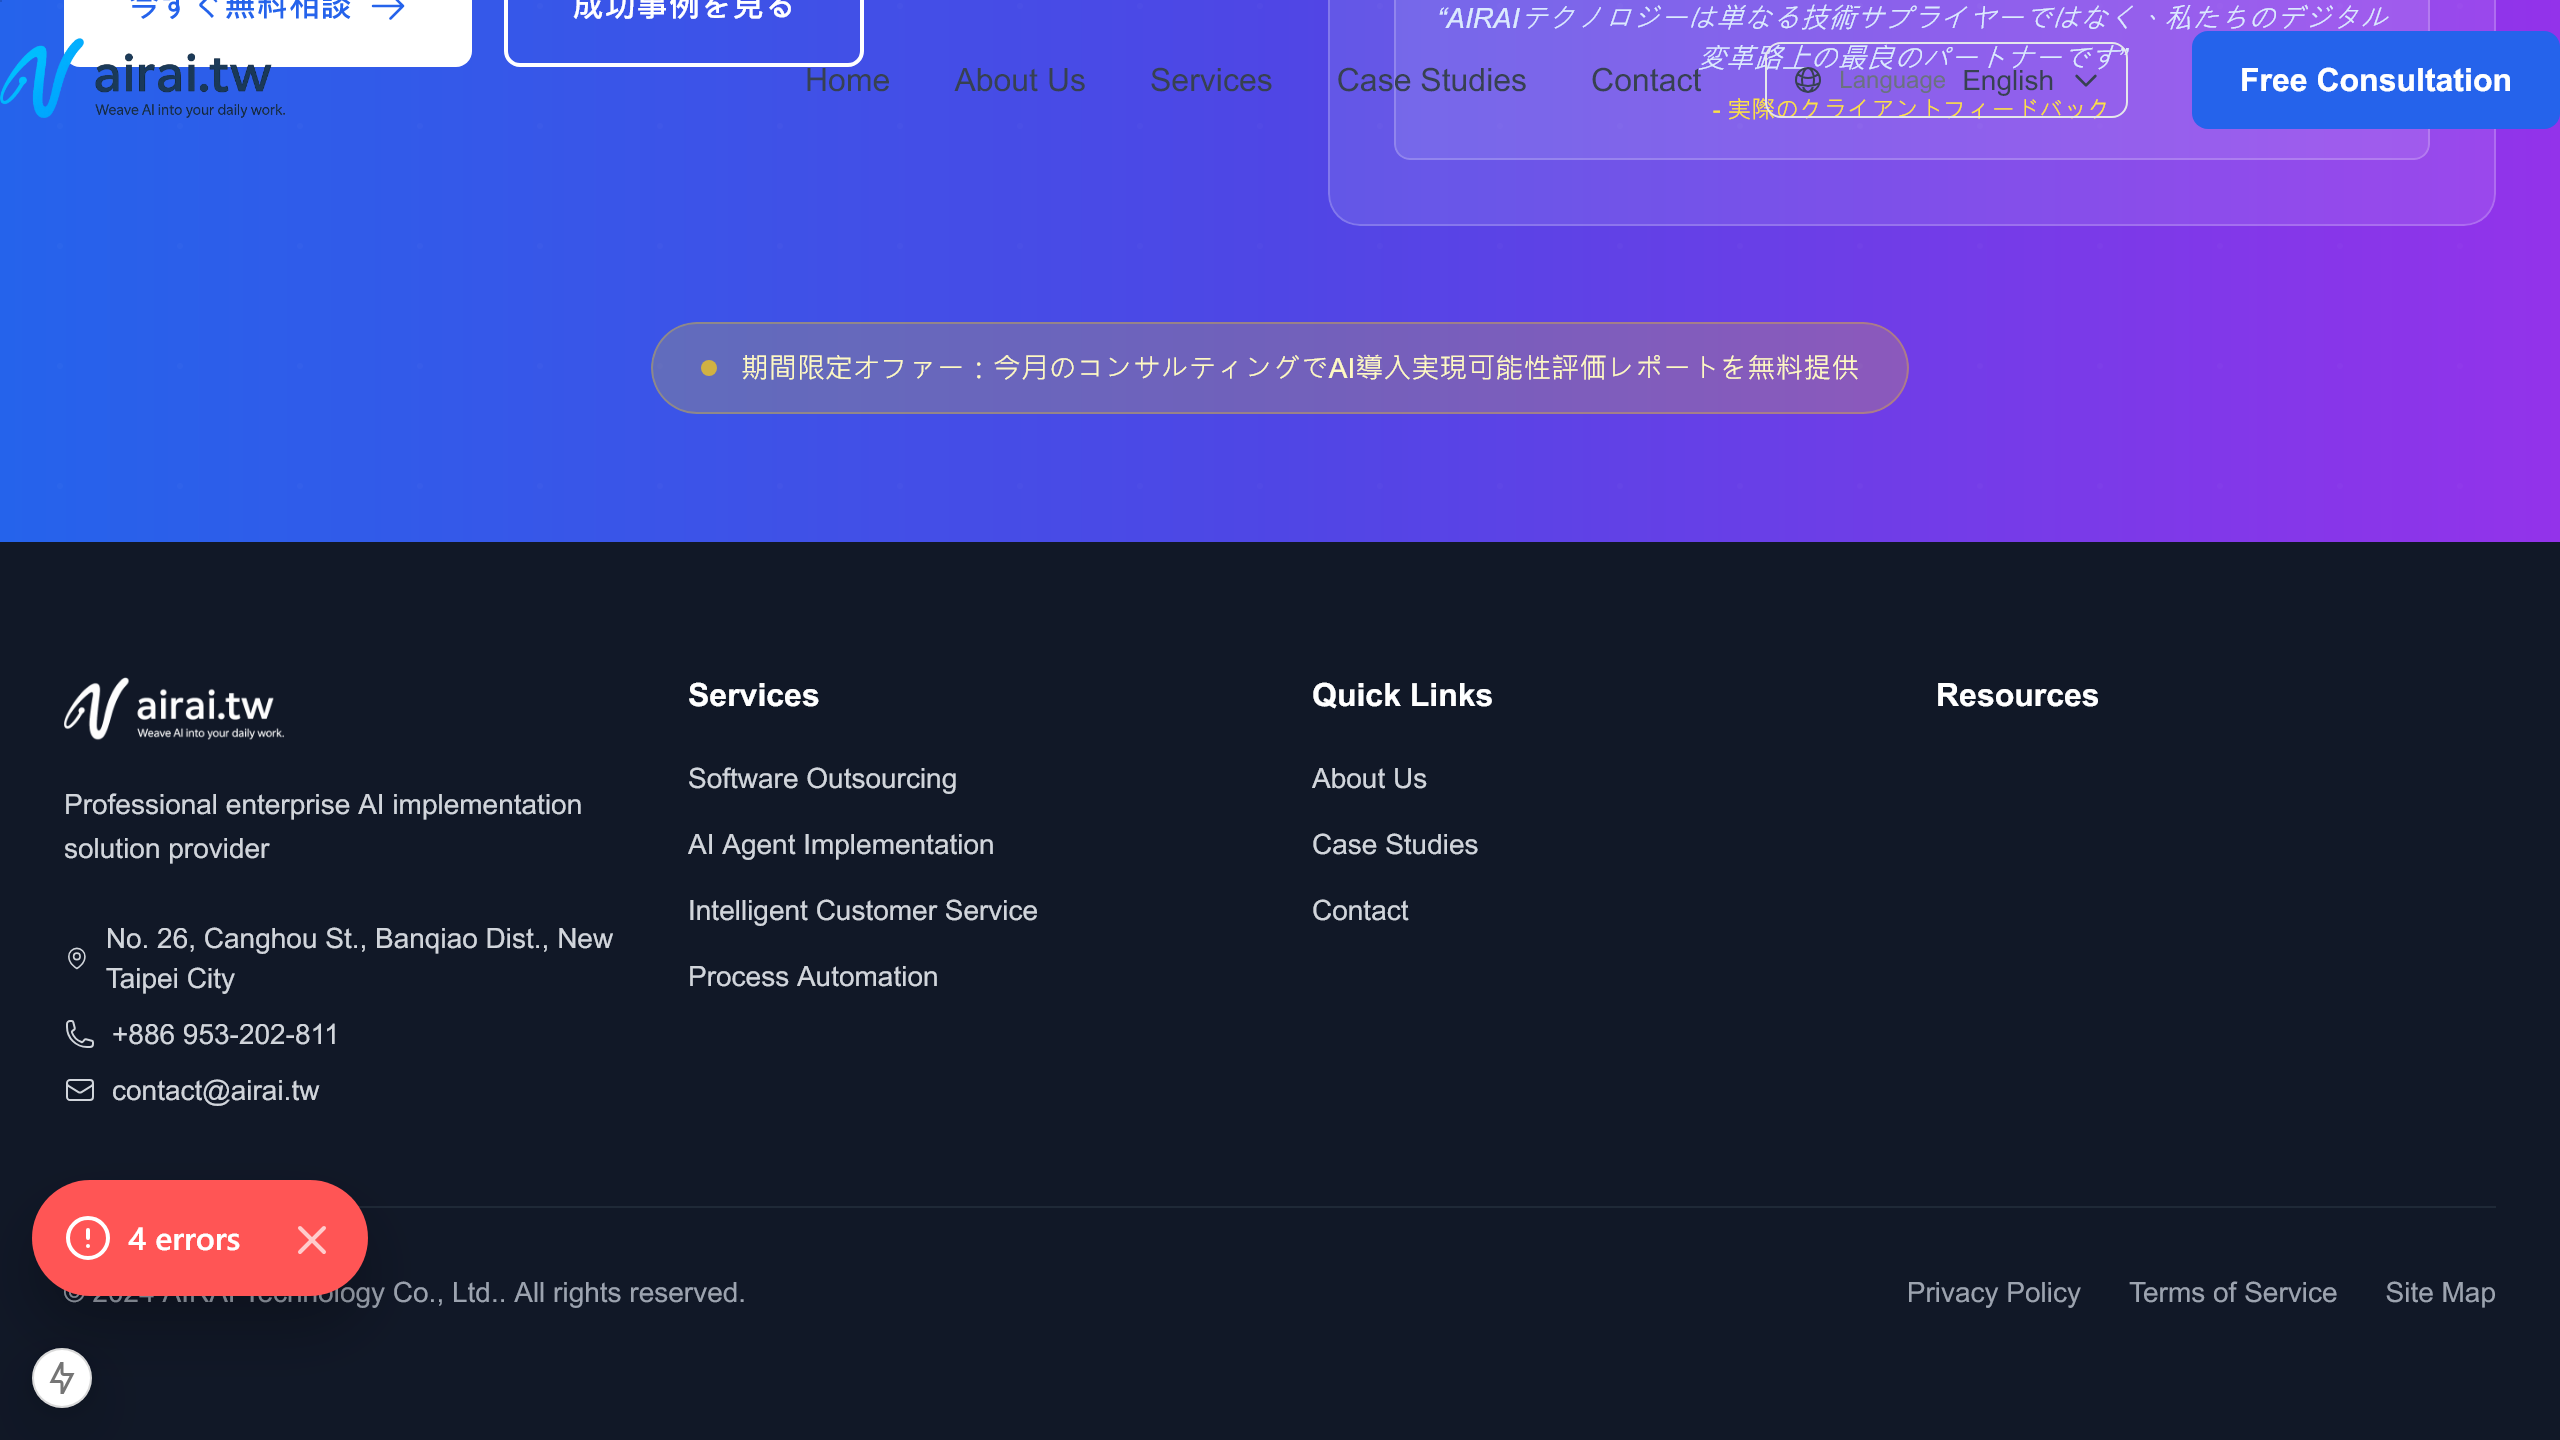 今すぐ無料相談
成功事例を見る
“AIRAIテクノロジーは単なる技術サプライヤーではなく、私たちのデジタル
変革路上の最良のパートナーです”
- 実際のクライアントフィードバック
airai.tw
Weave AI into your daily work.
Home
About Us
Services
Case Studies
Contact
Language
English
Free Consultation
期間限定オファー：今月のコンサルティングでAI導入実現可能性評価レポートを無料提供
airai.tw
Weave AI into your daily work.
Professional enterprise AI implementation
solution provider
No. 26, Canghou St., Banqiao Dist., New
Taipei City
+886 953-202-811
contact@airai.tw
Services
Software Outsourcing
AI Agent Implementation
Intelligent Customer Service
Process Automation
Quick Links
About Us
Case Studies
Contact
Resources
4 errors
© 2024 AIRAI Technology Co., Ltd.. All rights reserved.
Privacy Policy
Terms of Service
Site Map